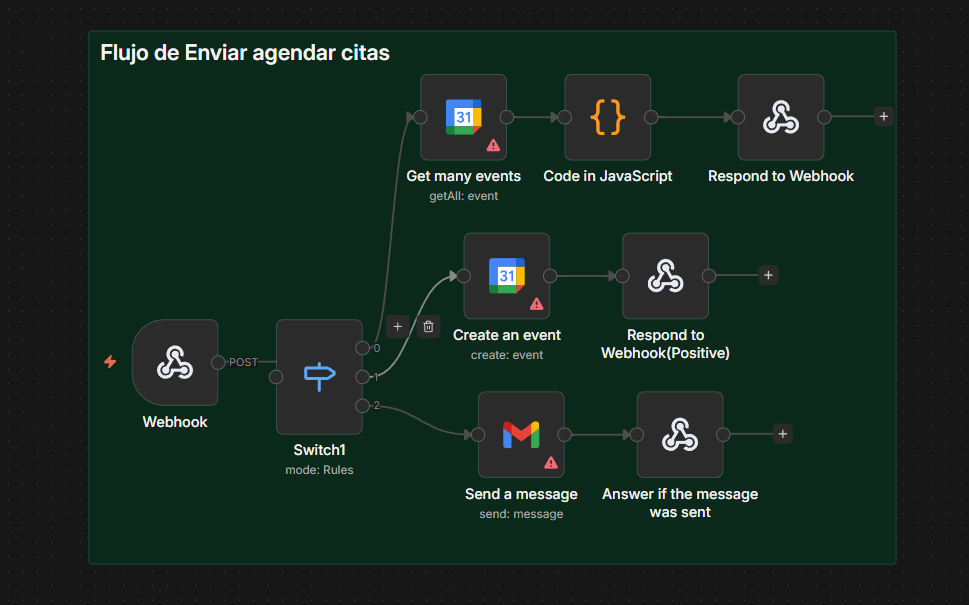 Flujo de Enviar agendar citas
31
Get many events
getAll: event
{}
Code in JavaScript
Respond to Webhook
+
31
Create an event
create: event
Respond to
Webhook(Positive)
+
+
Webhook
POST
Switch1
mode: Rules
0
1
2
Send a message
send: message
Answer if the message
was sent
+